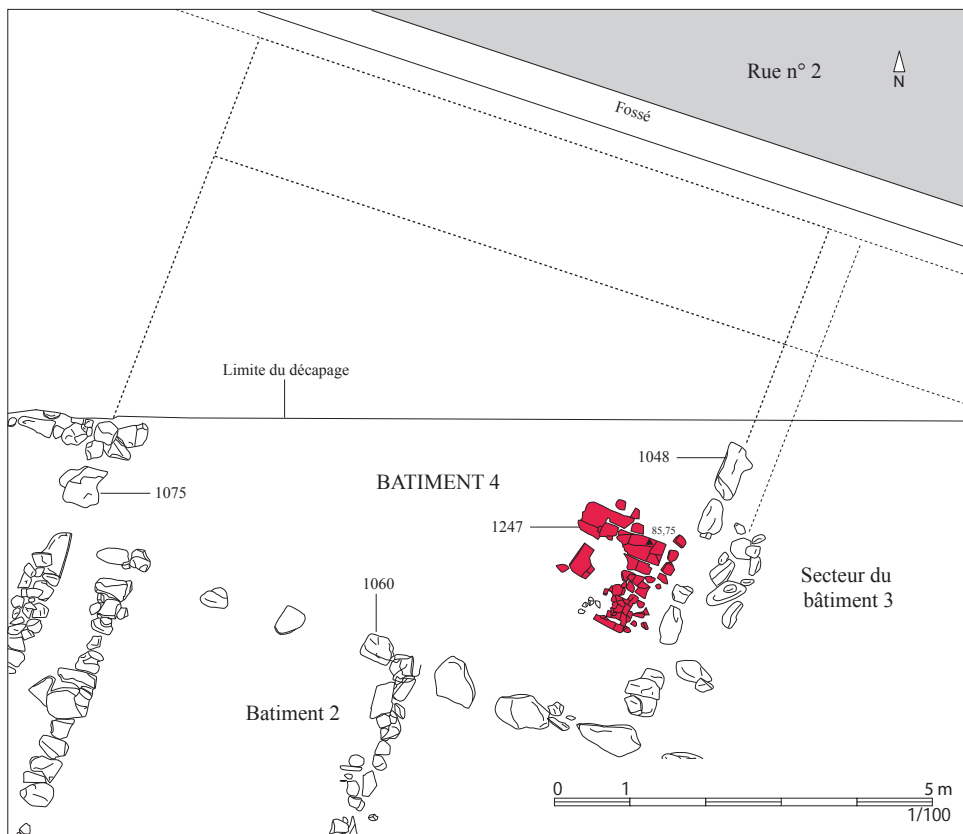 Rue n° 2
N
Fossé
Limite du décapage
1048
BATIMENT 4
1075
1247
85,75
Secteur du
bâtiment 3
1060
Batiment 2
0 1 5 m
1/100